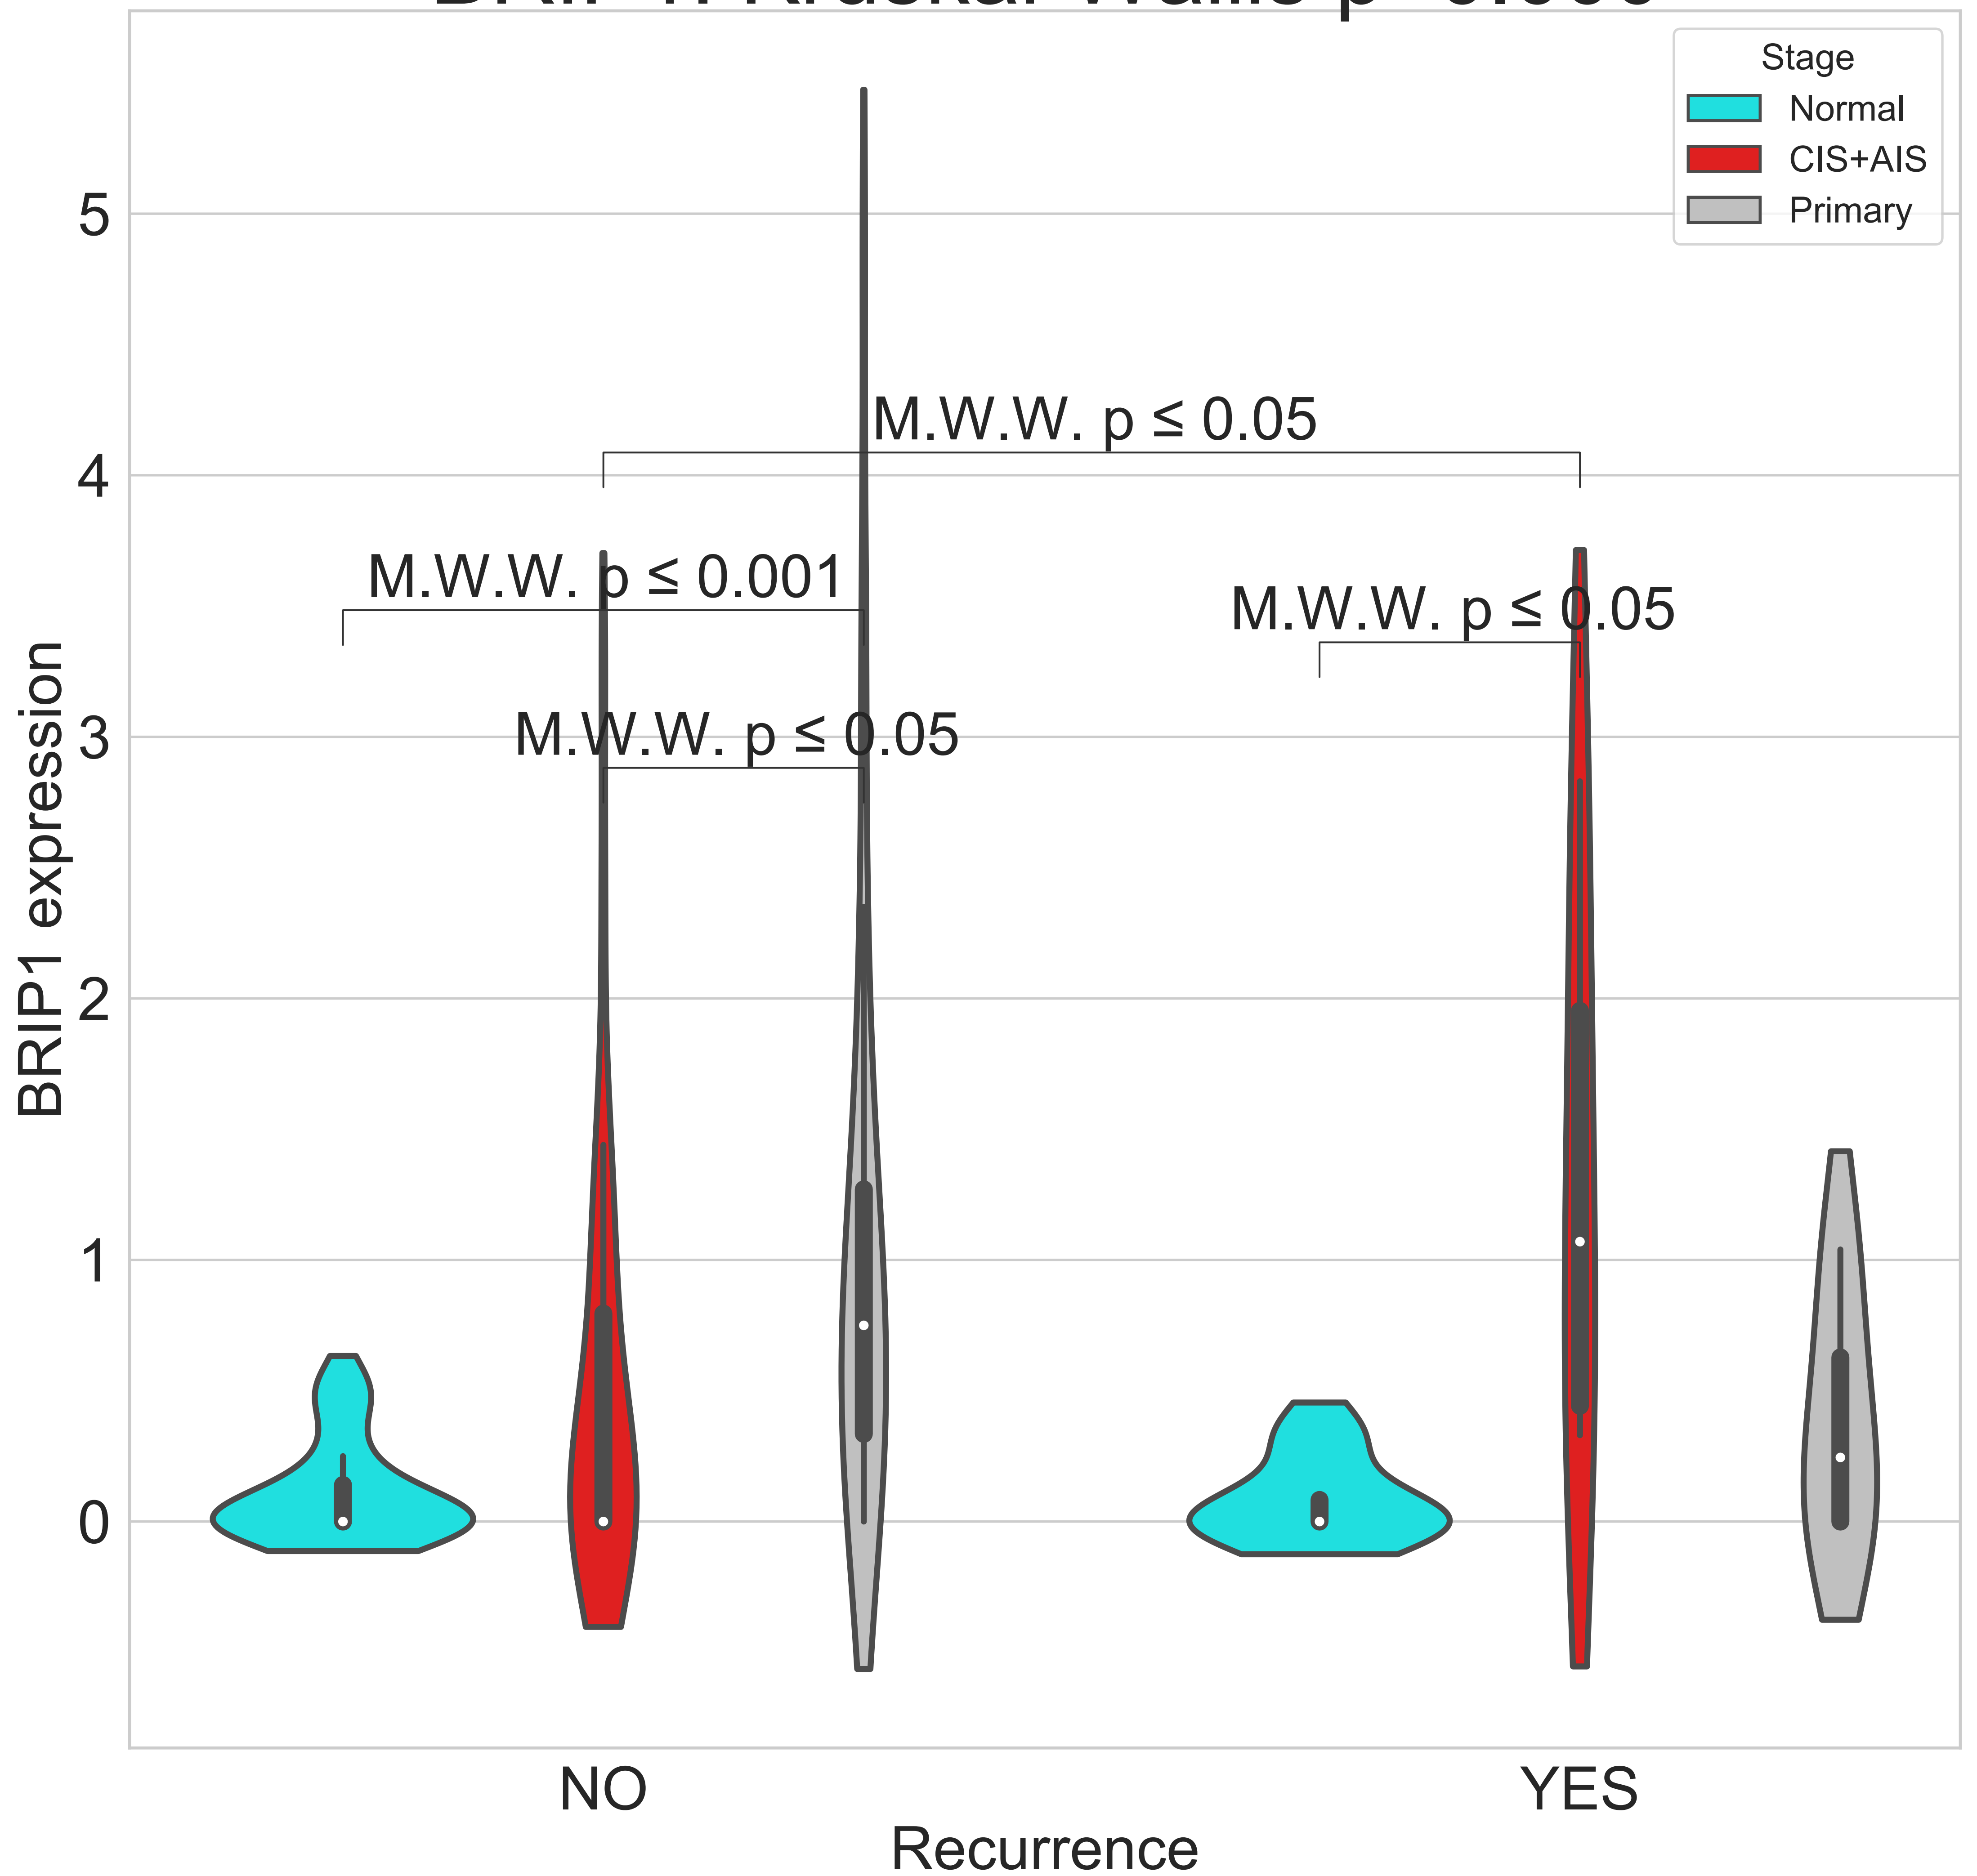 Stage
Normal
CIS+AIS
Primary
5
4
3
2
1
0
M.W.W. p ≤ 0.05
M.W.W. p ≤ 0.001
M.W.W. p ≤ 0.05
M.W.W. p ≤ 0.05
BRIP1 expression
NO
YES
Recurrence